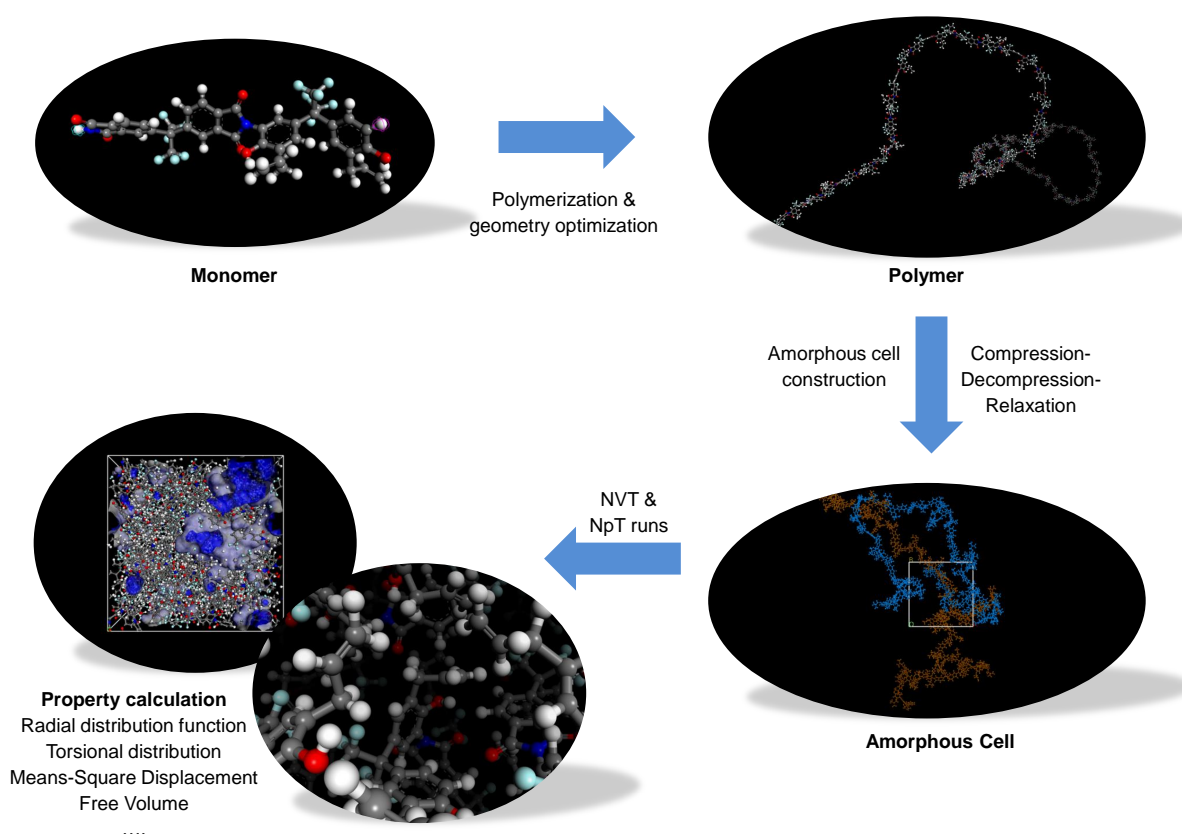 Monomer
Polymerization &
geometry optimization
Polymer
Amorphous cell
construction
Compression-
Decompression-
Relaxation
Amorphous Cell
NVT &
NpT runs
Property calculation
Radial distribution function
Torsional distribution
Means-Square Displacement
Free Volume
....